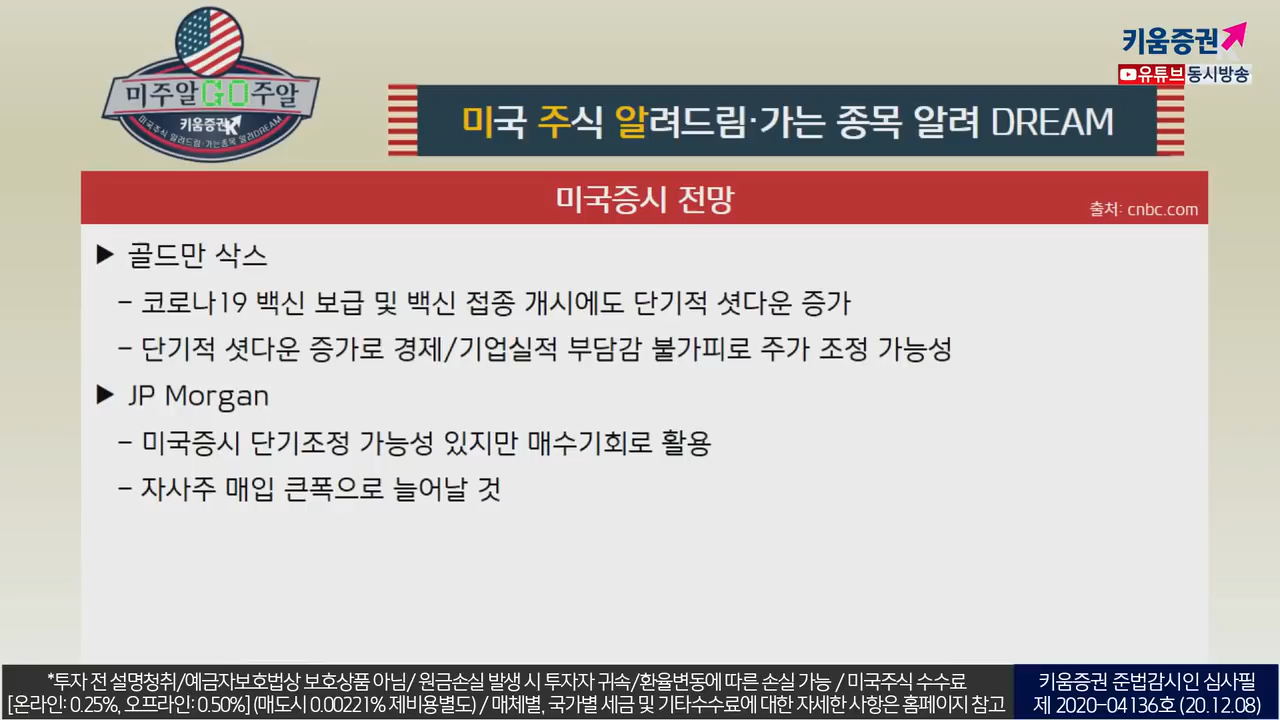 미주알GO주알
키움증권
미국주식 알려드림·가는종목 알려DREAM
키움증권
유튜브동시방송
미국 주식 알려드림·가는 종목 알려 DREAM
미국증시 전망
출처: cnbc.com
▶ 골드만 삭스
- 코로나19 백신 보급 및 백신 접종 개시에도 단기적 셧다운 증가
- 단기적 셧다운 증가로 경제/기업실적 부담감 불가피로 주가 조정 가능성
▶ JP Morgan
- 미국증시 단기조정 가능성 있지만 매수기회로 활용
- 자사주 매입 큰폭으로 늘어날 것
*투자 전 설명청취/예금자보호법상 보호상품 아님/ 원금손실 발생 시 투자자 귀속/환율변동에 따른 손실 가능 / 미국주식 수수료
[온라인: 0.25%, 오프라인: 0.50%] (매도시 0.00221% 제비용별도) / 매체별, 국가별 세금 및 기타수수료에 대한 자세한 사항은 홈페이지 참고
키움증권 준법감시인 심사필
제 2020-04136호 (20.12.08)